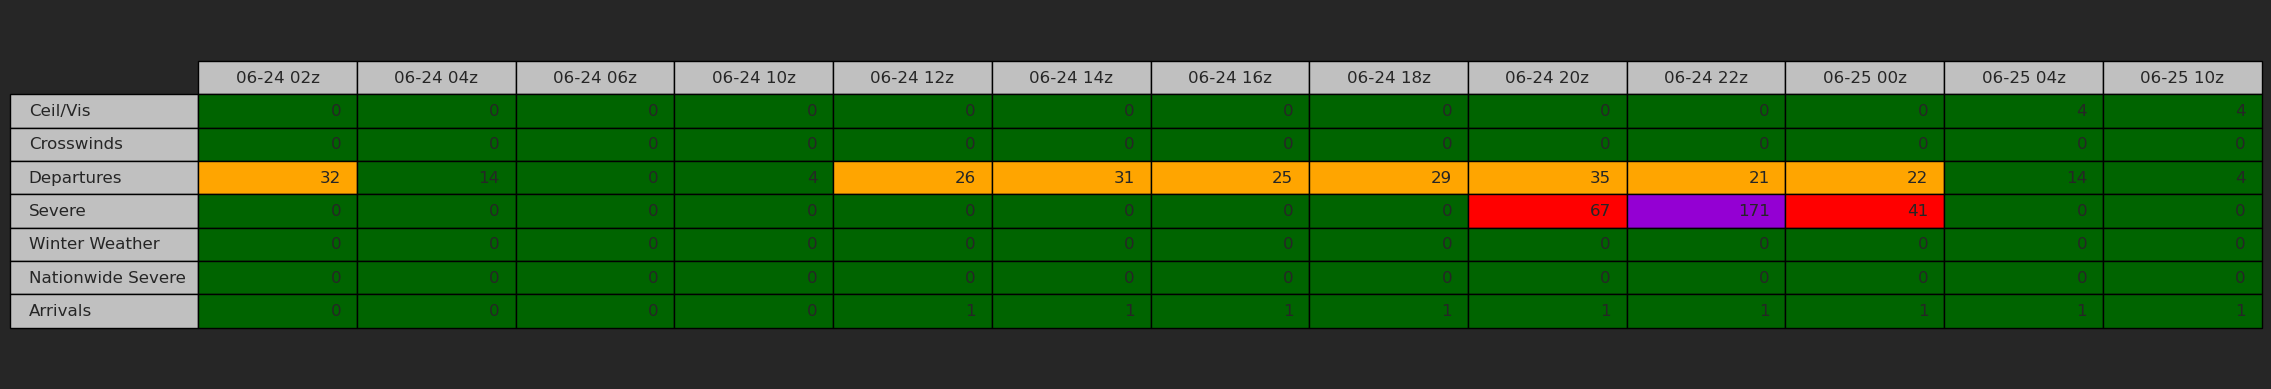 06-24 02z 06-24 04z 06-24 06z 06-24 10z 06-24 12z 06-24 14z 06-24 16z 06-24 18z 06-24 20z 06-24 22z 06-25 00z 06-25 04z 06-25 10z
Ceil/Vis 0 0 0 0 0 0 0 0 0 0 0 4 4
Crosswinds 0 0 0 0 0 0 0 0 0 0 0 0 0
Departures 32 14 0 4 26 31 25 29 35 21 22 14 4
Severe 0 0 0 0 0 0 0 0 67 171 41 0 0
Winter Weather 0 0 0 0 0 0 0 0 0 0 0 0 0
Nationwide Severe 0 0 0 0 0 0 0 0 0 0 0 0 0
Arrivals 0 0 0 0 1 1 1 1 1 1 1 1 1